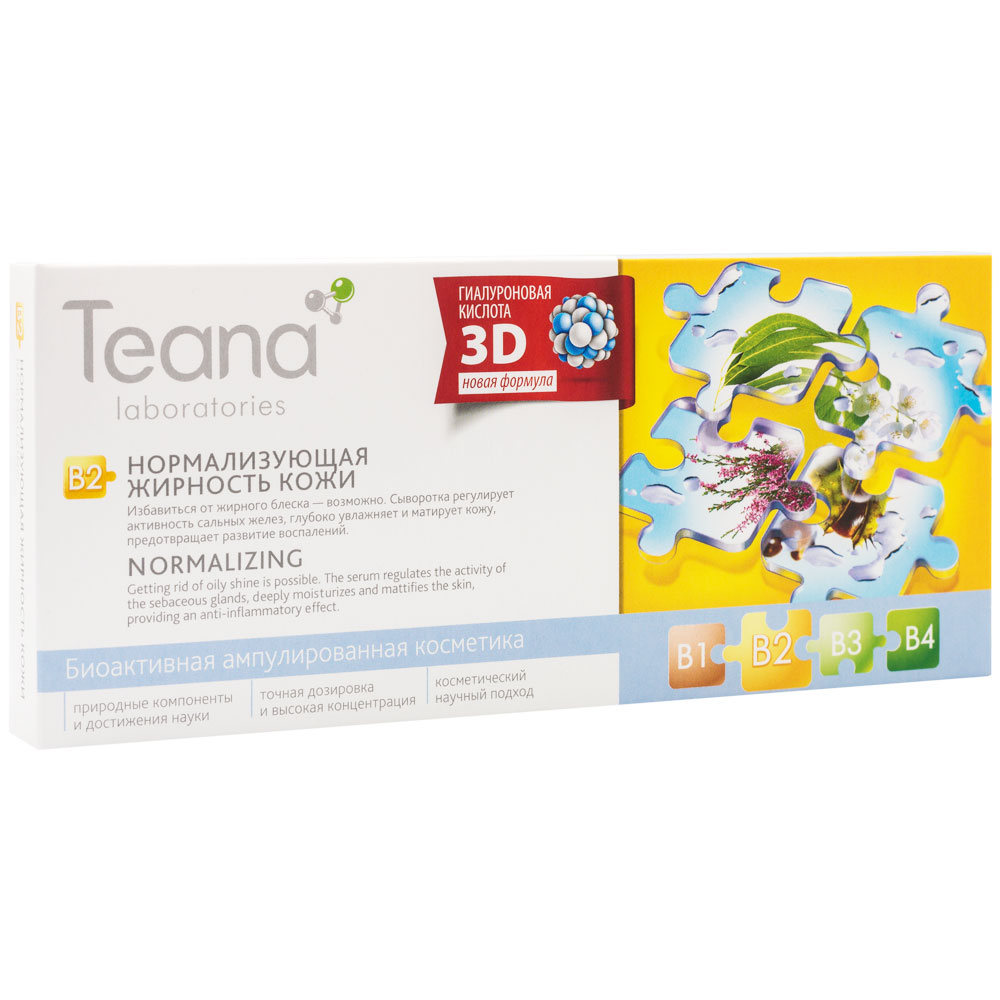 Teana
laboratories
ГИАЛУРОНОВАЯ
КИСЛОТА
3D
новая формула
B2
НОРМАЛИЗУЮЩАЯ
ЖИРНОСТЬ КОЖИ
Избавиться от жирного блеска — возможно. Сыворотка регулирует
активность сальных желез, глубоко увлажняет и матирует кожу,
предотвращает развитие воспалений.
NORMALIZING
Getting rid of oily shine is possible. The serum regulates the activity of
the sebaceous glands, deeply moisturizes and mattifies the skin,
providing an anti-inflammatory effect.
Биоактивная ампулированная косметика
природные компоненты
и достижения науки
точная дозировка
и высокая концентрация
косметический
научный подход
B1 B2 B3 B4